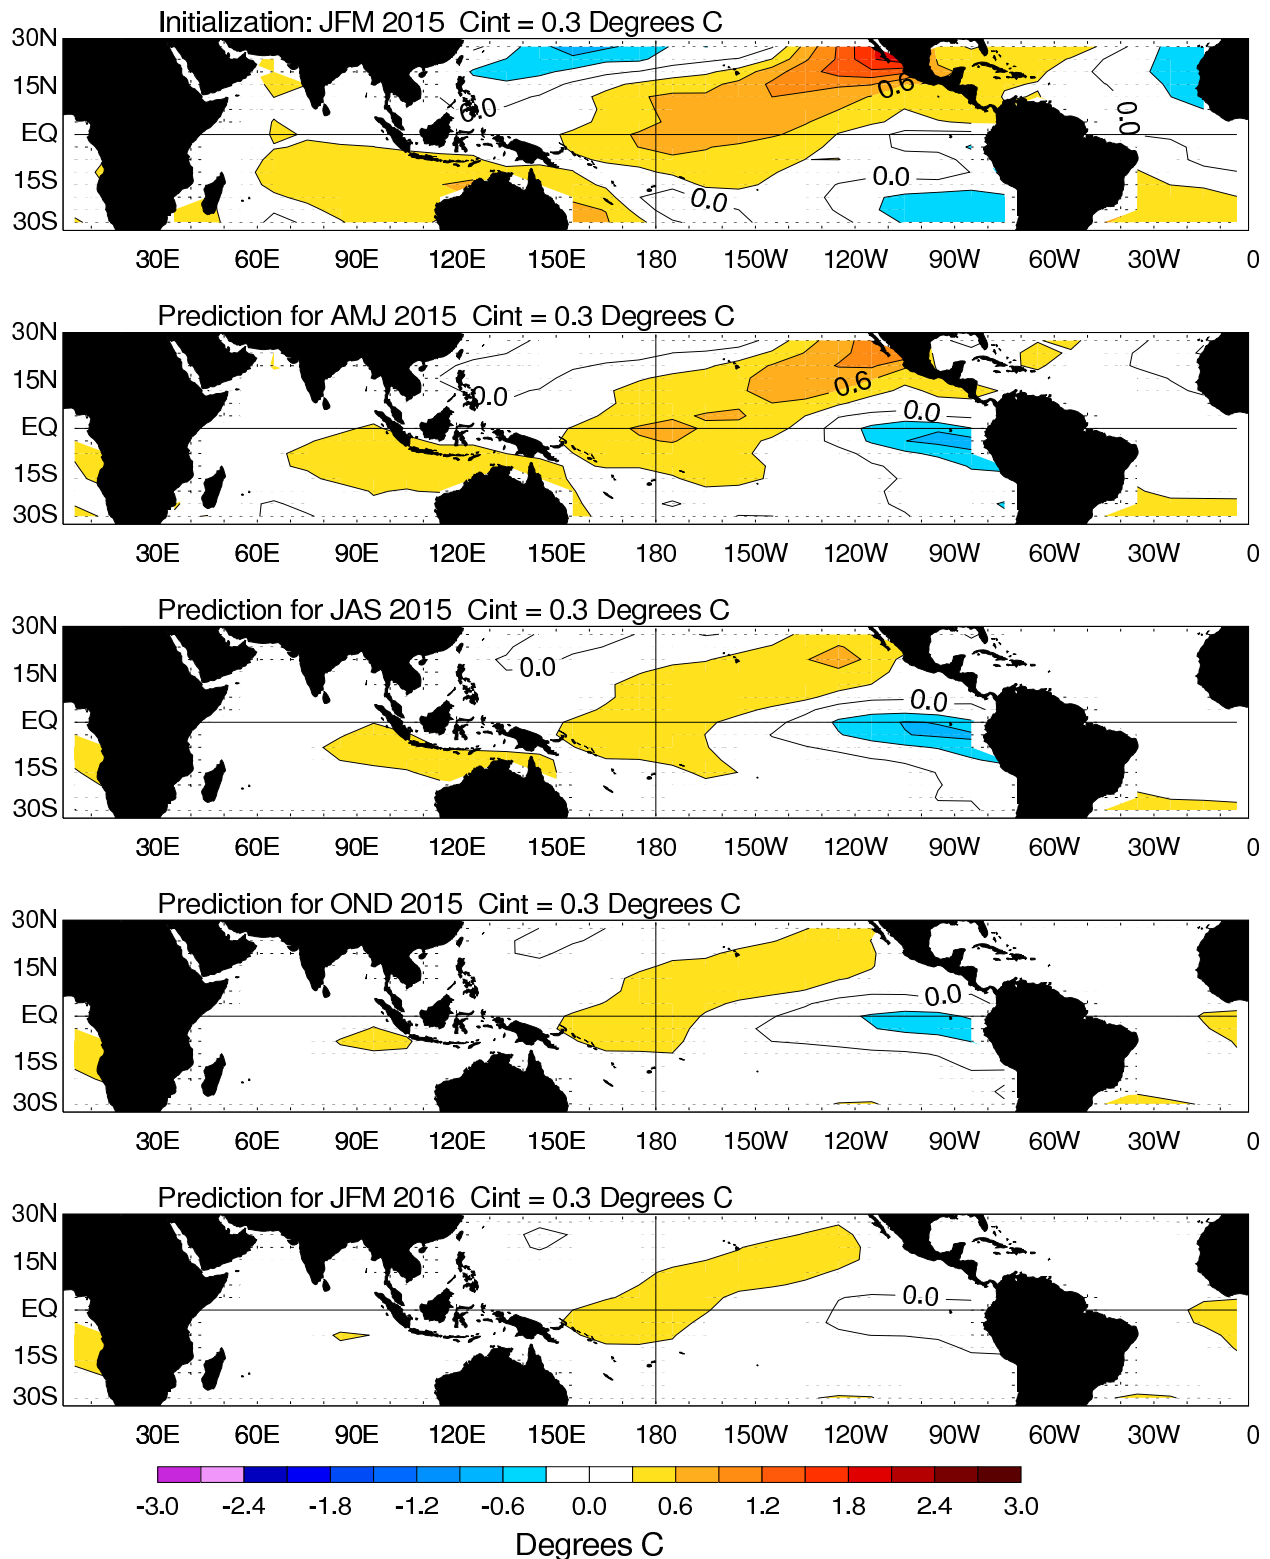 Initialization: JFM 2015  Cint = 0.3 Degrees C
30N
15N
EQ
15S
30S
0.0
0.6
0.0
0.0
0.0
30E 60E 90E 120E 150E 180 150W 120W 90W 60W 30W 0
Prediction for AMJ 2015  Cint = 0.3 Degrees C
30N
15N
EQ
15S
30S
0.0
0.6
0.0
30E 60E 90E 120E 150E 180 150W 120W 90W 60W 30W 0
Prediction for JAS 2015  Cint = 0.3 Degrees C
30N
15N
EQ
15S
30S
0.0
0.0
30E 60E 90E 120E 150E 180 150W 120W 90W 60W 30W 0
Prediction for OND 2015  Cint = 0.3 Degrees C
30N
15N
EQ
15S
30S
0.0
30E 60E 90E 120E 150E 180 150W 120W 90W 60W 30W 0
Prediction for JFM 2016  Cint = 0.3 Degrees C
30N
15N
EQ
15S
30S
0.0
30E 60E 90E 120E 150E 180 150W 120W 90W 60W 30W 0
-3.0 -2.4 -1.8 -1.2 -0.6 0.0 0.6 1.2 1.8 2.4 3.0
Degrees C